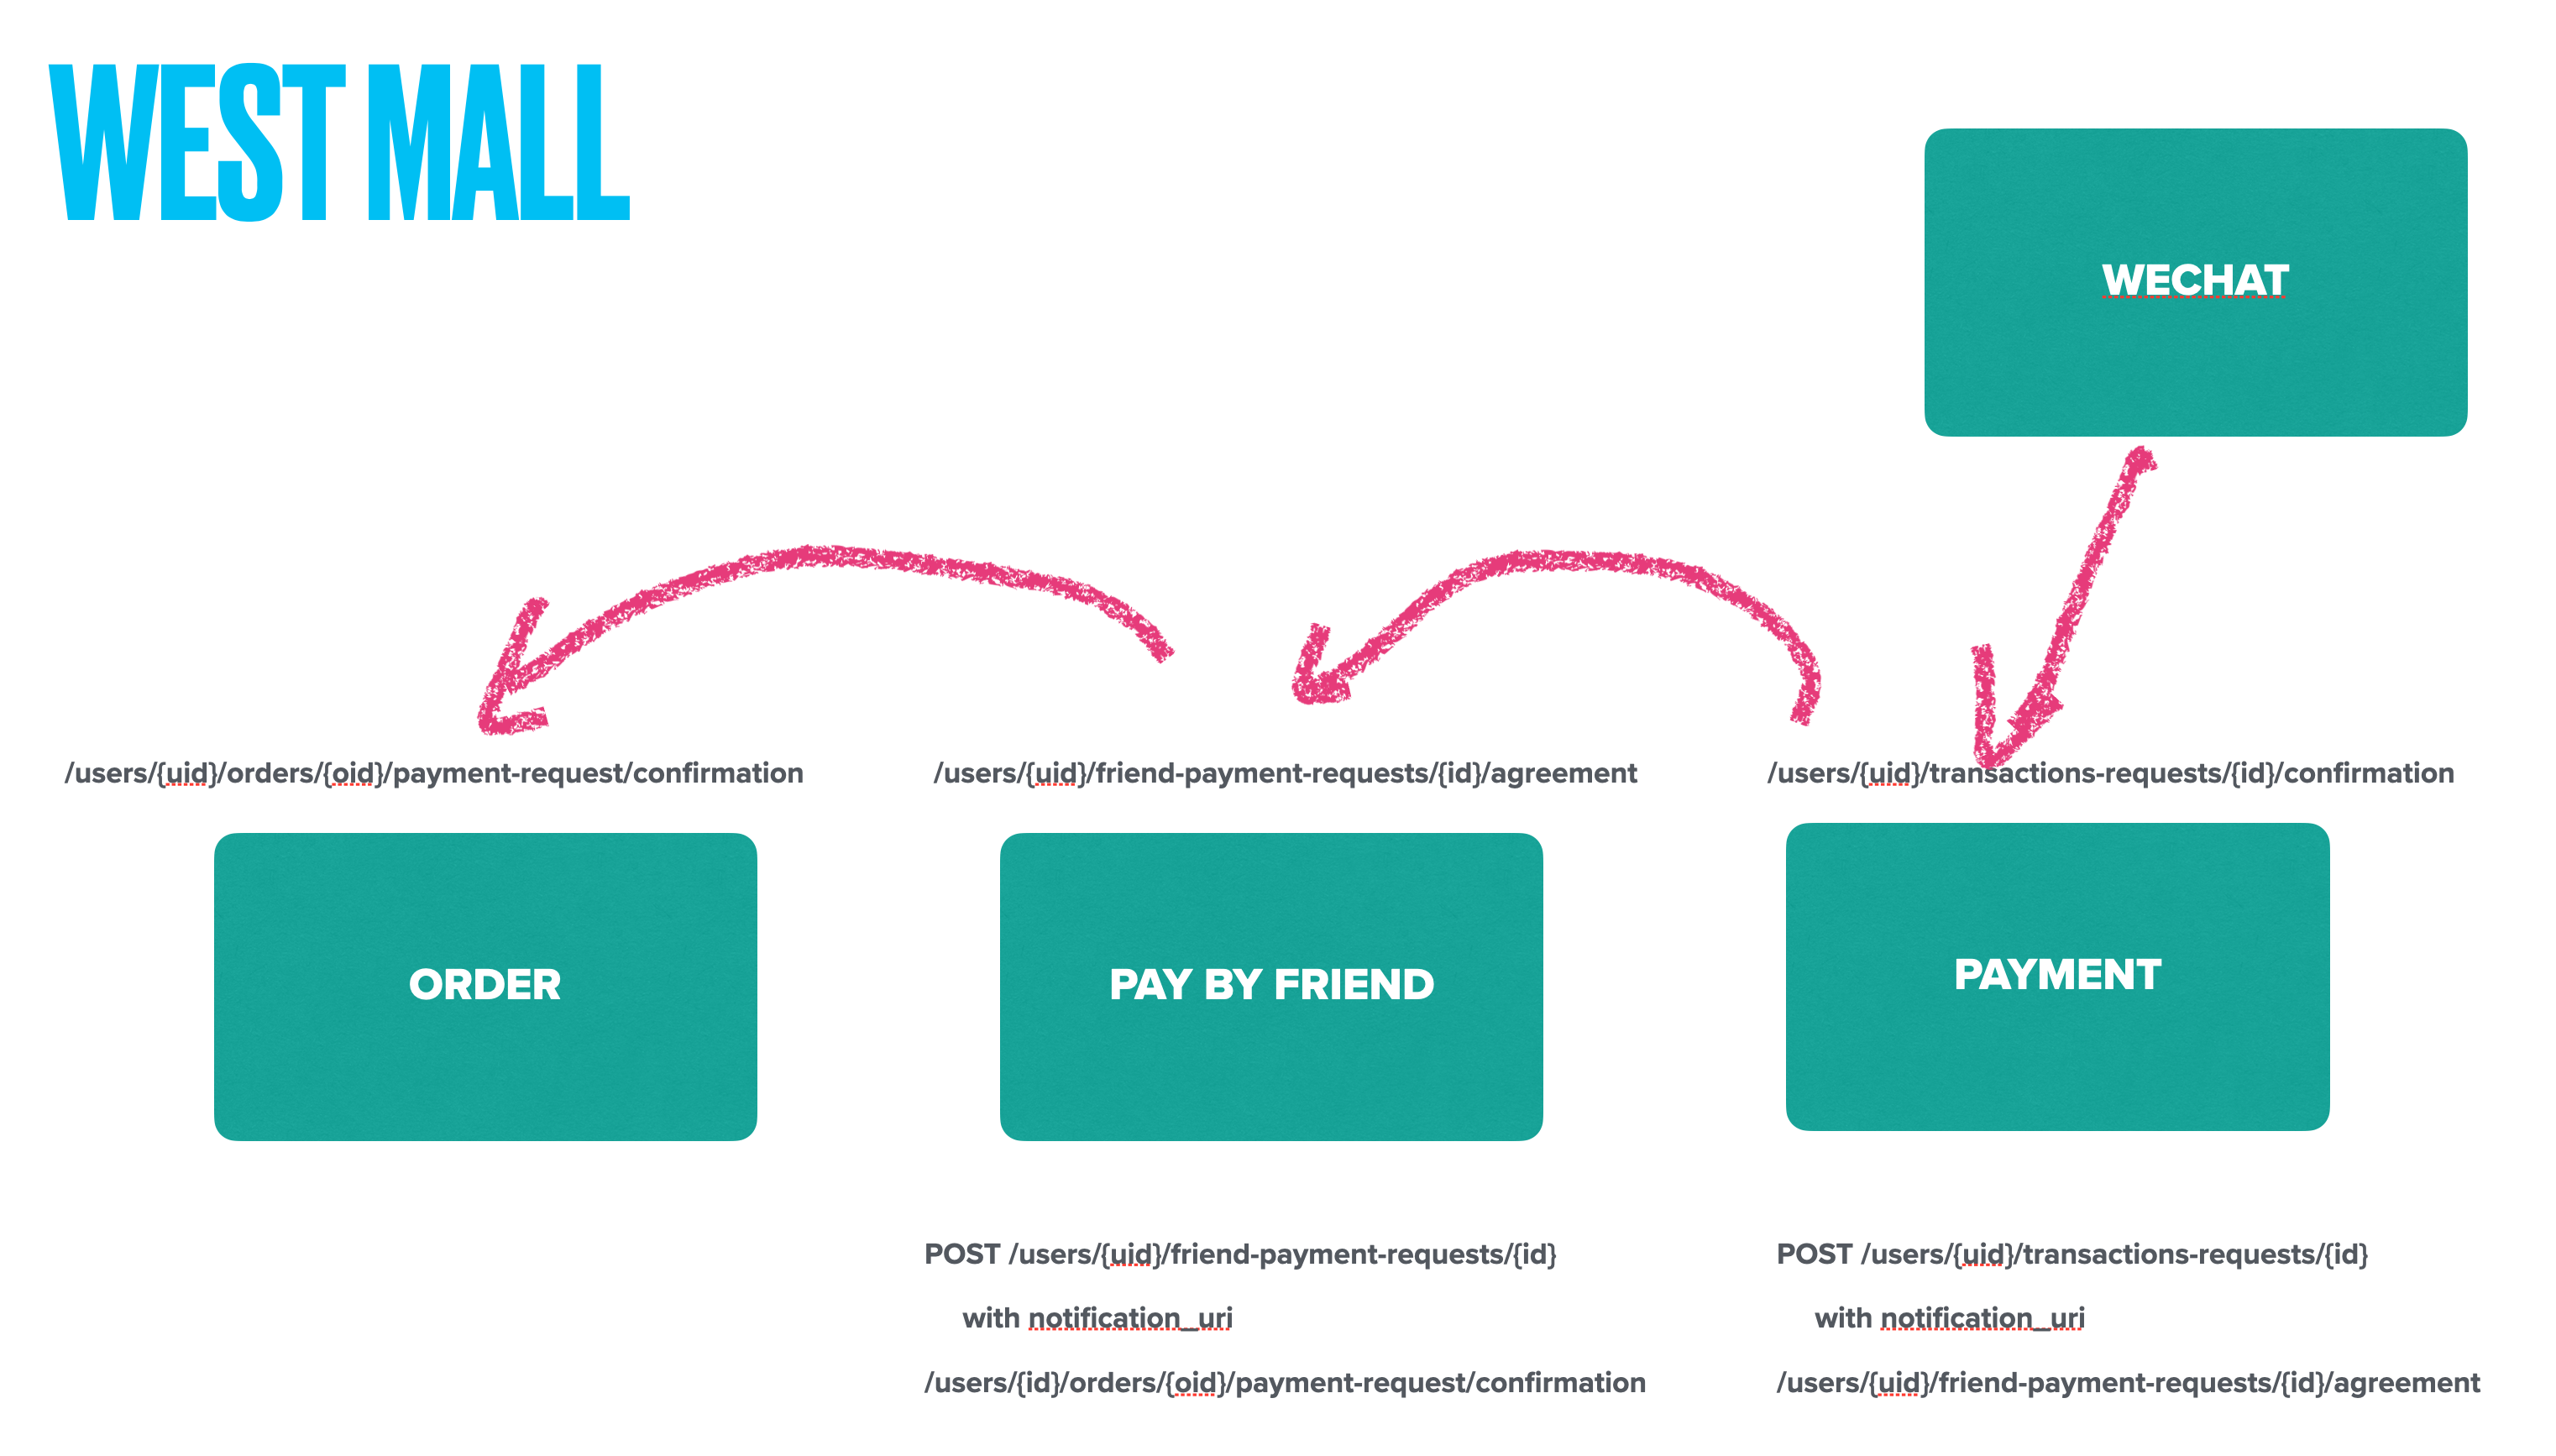 WEST MALL
WECHAT
/users/{uid}/orders/{oid}/payment-request/confirmation
/users/{uid}/friend-payment-requests/{id}/agreement
/users/{uid}/transactions-requests/{id}/confirmation
ORDER
PAY BY FRIEND
PAYMENT
POST /users/{uid}/friend-payment-requests/{id}
with notification_uri
/users/{id}/orders/{oid}/payment-request/confirmation
POST /users/{uid}/transactions-requests/{id}
with notification_uri
/users/{uid}/friend-payment-requests/{id}/agreement